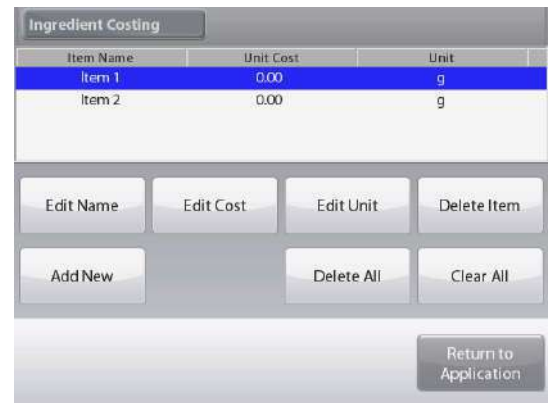 Ingredient Costing
Item Name Unit Cost Unit
Item 1 0.00 g
Item 2 0.00 g
Edit Name Edit Cost Edit Unit Delete Item
Add New Delete All Clear All
Return to
Application